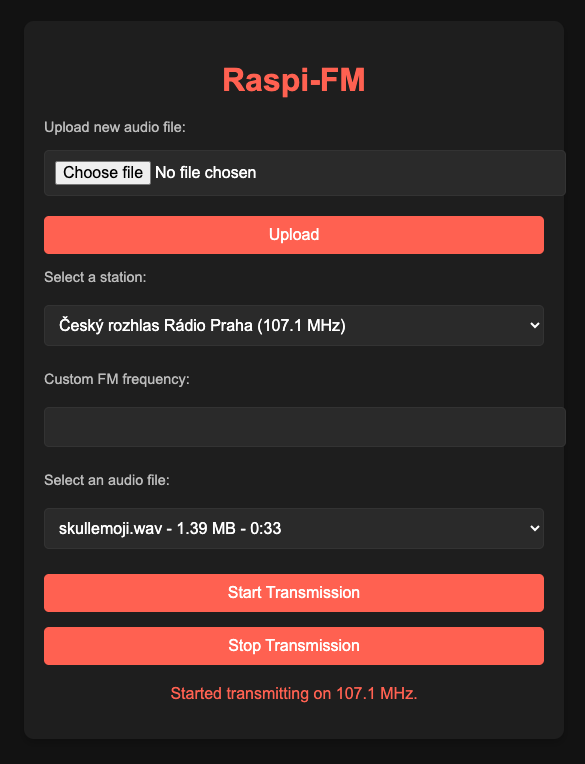 Raspi-FM
Upload new audio file:
Choose file No file chosen
Upload
Select a station:
Český rozhlas Rádio Praha (107.1 MHz)
Custom FM frequency:
Select an audio file:
skullemoji.wav - 1.39 MB - 0:33
Start Transmission
Stop Transmission
Started transmitting on 107.1 MHz.